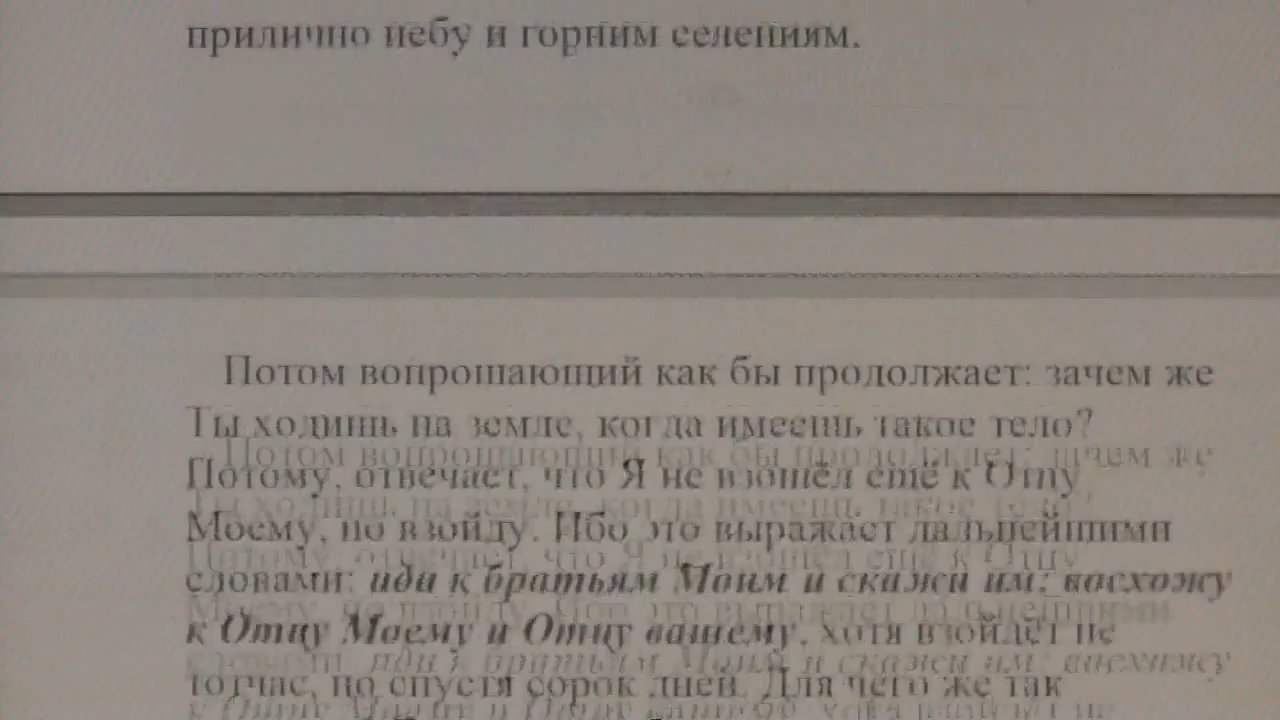 прилично небу и горним селениям.
Потом вопрошающий как бы продолжает: зачем же
Ты ходишь на земле, когда имеешь такое тело?
Потому, отвечает, что Я не взошёл ещё к Отцу
Моему, но взойду. Ибо это выражает дальнейшими
словами: иди к братьям Моим и скажи им: восхожу
к Отцу Моему и Отцу вашему, хотя взойдёт не
тотчас, но спустя сорок дней. Для чего же так